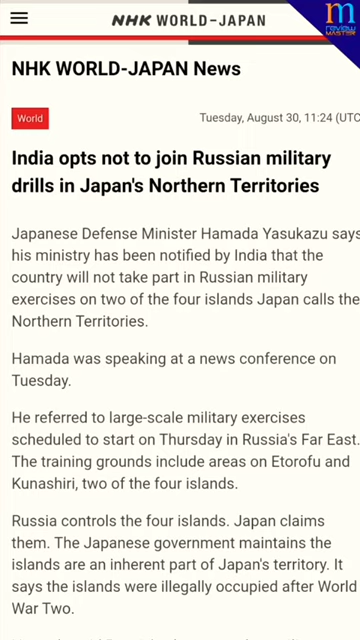 NHK WORLD-JAPAN
m
REVIEW
MASTER
NHK WORLD-JAPAN News
World
Tuesday, August 30, 11:24 (UTC
India opts not to join Russian military
drills in Japan's Northern Territories
Japanese Defense Minister Hamada Yasukazu says
his ministry has been notified by India that the
country will not take part in Russian military
exercises on two of the four islands Japan calls the
Northern Territories.
Hamada was speaking at a news conference on
Tuesday.
He referred to large-scale military exercises
scheduled to start on Thursday in Russia's Far East.
The training grounds include areas on Etorofu and
Kunashiri, two of the four islands.
Russia controls the four islands. Japan claims
them. The Japanese government maintains the
islands are an inherent part of Japan's territory. It
says the islands were illegally occupied after World
War Two.